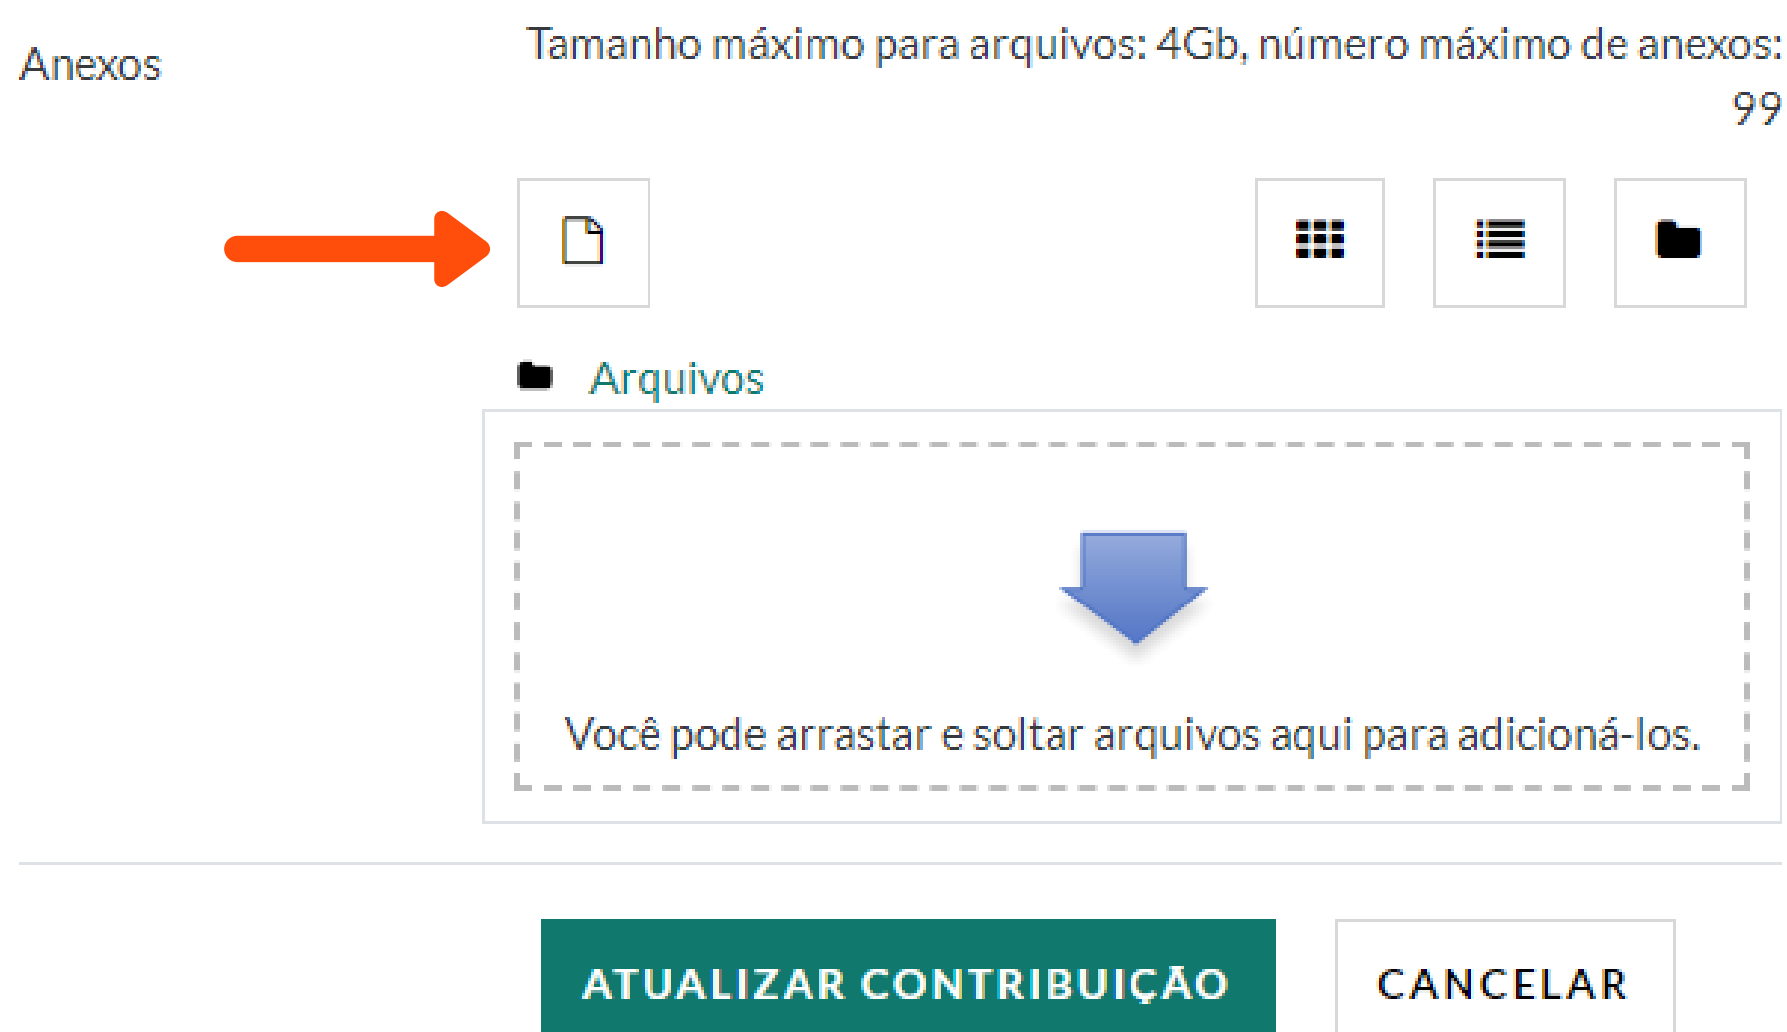 Anexos
Tamanho máximo para arquivos: 4Gb, número máximo de anexos:
99
Arquivos
Você pode arrastar e soltar arquivos aqui para adicioná-los.
ATUALIZAR CONTRIBUIÇÃO
CANCELAR